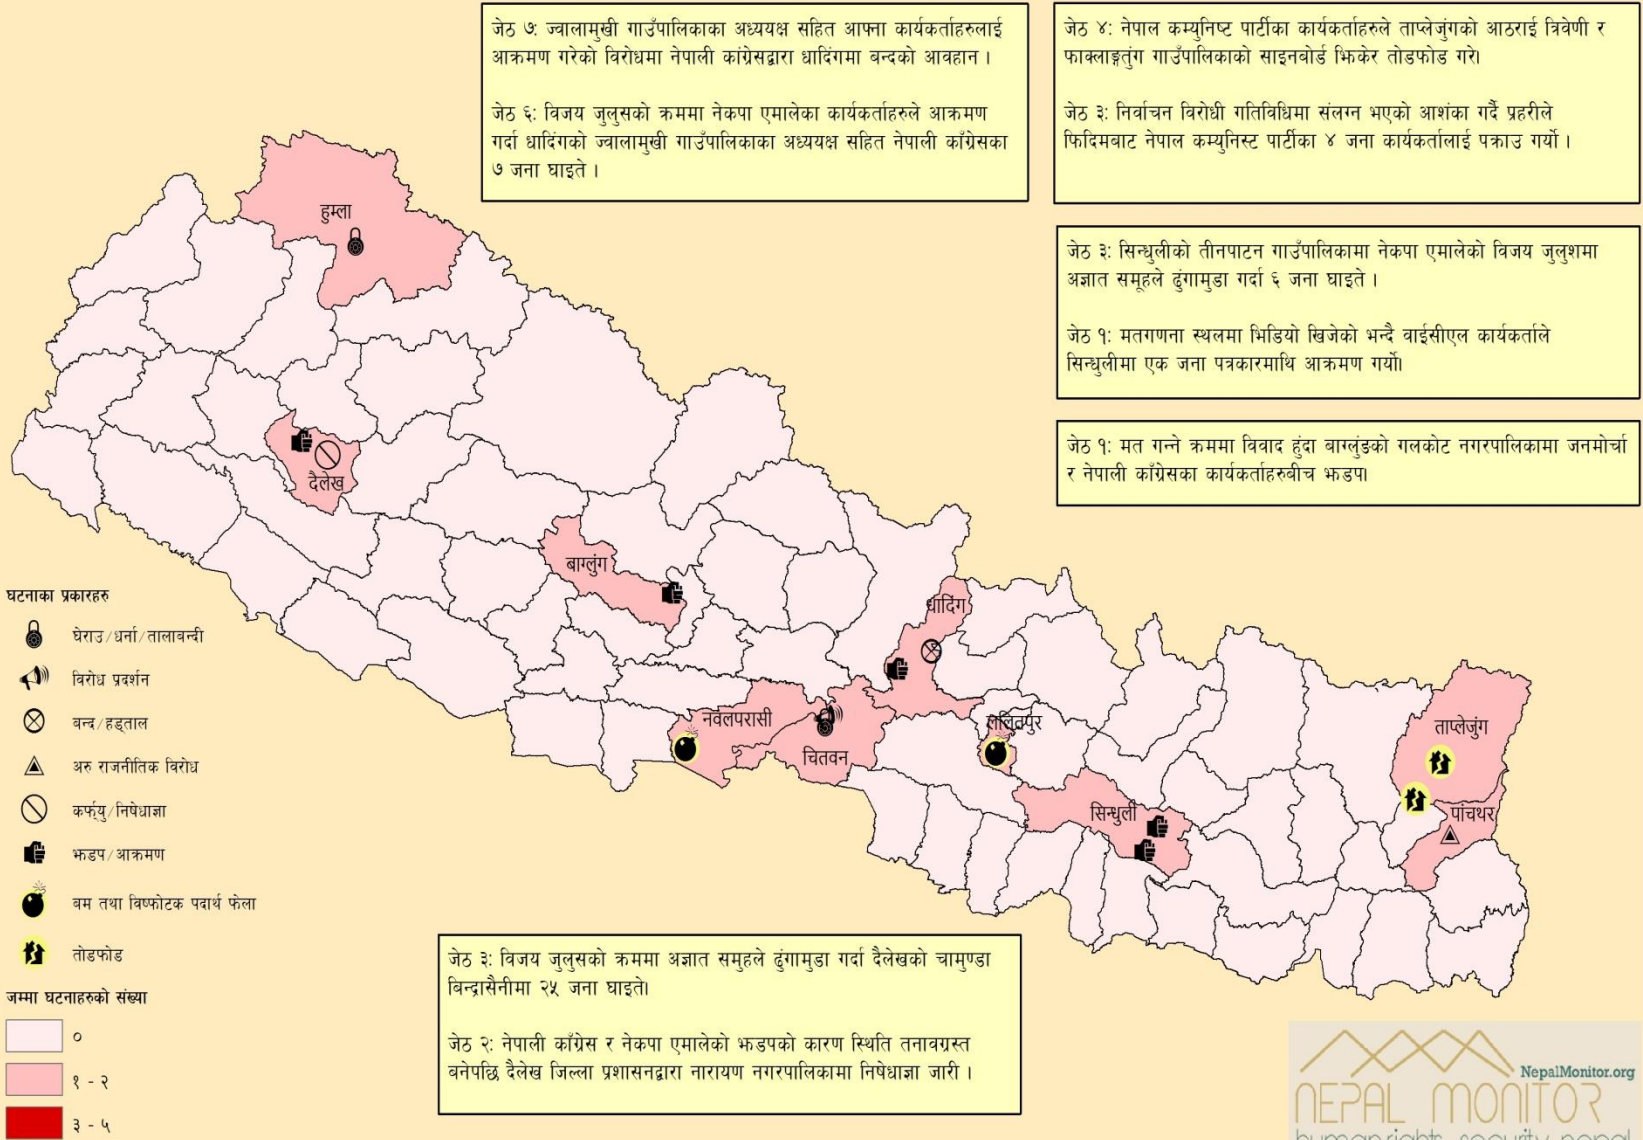 जेठ ७: ज्वालामुखी गाउँपालिकाका अध्ययक्ष सहित आफ्ना कार्यकर्ताहरुलाई
आक्रमण गरेको विरोधमा नेपाली कांग्रेसद्वारा धादिंगमा बन्दको आवहान ।
जेठ ६: विजय जुलुसको क्रममा नेकपा एमालेका कार्यकर्ताहरुले आक्रमण
गर्दा धादिंगको ज्वालामुखी गाउँपालिकाका अध्ययक्ष सहित नेपाली काँग्रेसका
७ जना घाइते ।
जेठ ४: नेपाल कम्युनिष्ट पार्टीका कार्यकर्ताहरुले ताप्लेजुंगको आठराई त्रिवेणी र
फाक्लाङ्गतुंग गाउँपालिकाको साइनबोर्ड झिकेर तोडफोड गरे।
जेठ ३: निर्वाचन विरोधी गतिविधिमा संलग्न भएको आशंका गर्दै प्रहरीले
फिदिमबाट नेपाल कम्युनिस्ट पार्टीका ४ जना कार्यकर्तालाई पक्राउ गर्यो ।
जेठ ३: सिन्धुलीको तीनपाटन गाउँपालिकामा नेकपा एमालेको विजय जुलुशमा
अज्ञात समूहले ढुंगामुडा गर्दा ६ जना घाइते ।
जेठ १: मतगणना स्थलमा भिडियो खिजेको भन्दै वाईसीएल कार्यकर्ताले
सिन्धुलीमा एक जना पत्रकारमाथि आक्रमण गर्यो।
जेठ १: मत गन्ने क्रममा विवाद हुंदा बाग्लुंङको गलकोट नगरपालिकामा जनमोर्चा
र नेपाली काँग्रेसका कार्यकर्ताहरुबीच झडप।
हुम्ला
दैलेख
बाग्लुंग
धादिंग
नवलपरासी
चितवन
ललितपुर
सिन्धुली
ताप्लेजुंग
पांचथर
घटनाका प्रकारहरु
घेराउ/धर्ना/तालाबन्दी
विरोध प्रदर्शन
बन्द/हड्ताल
अरु राजनीतिक विरोध
कर्फ्यु/निषेधाज्ञा
झडप/आक्रमण
बम तथा विष्फोटक पदार्थ फेला
तोडफोड
जम्मा घटनाहरुको संख्या
०
१ - २
३ - ५
जेठ ३: विजय जुलुसको क्रममा अज्ञात समुहले ढुंगामुडा गर्दा दैलेखको चामुण्डा
बिन्द्रासैनीमा २५ जना घाइते।
जेठ २: नेपाली काँग्रेस र नेकपा एमालेको झडपको कारण स्थिति तनावग्रस्त
बनेपछि दैलेख जिल्ला प्रशासनद्वारा नारायण नगरपालिकामा निषेधाज्ञा जारी ।
NepalMonitor.org
NEPAL MONITOR
human rights security nepal